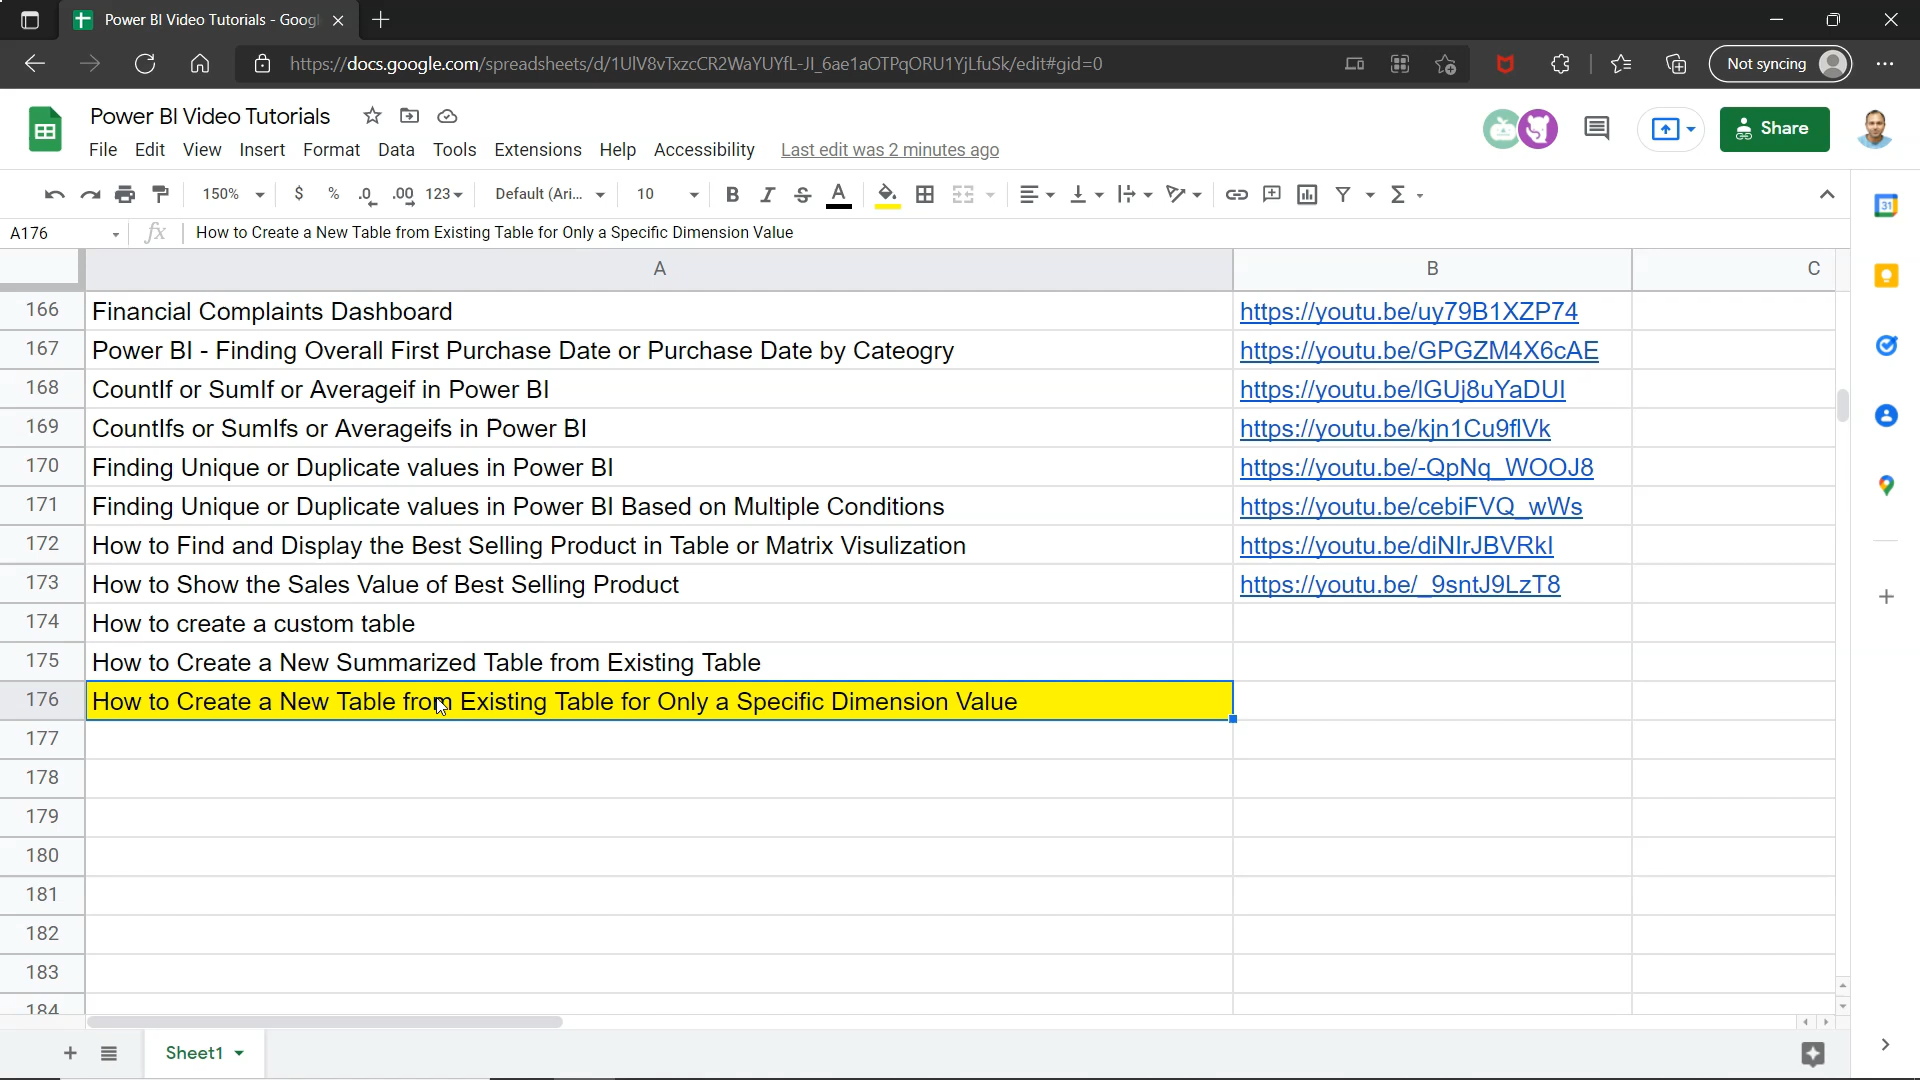 Power BI Video Tutorials - Googl
https://docs.google.com/spreadsheets/d/1UlV8vTxzcCR2WaYUYfL-JI_6ae1aOTPqORU1YjLfuSk/edit#gid=0
Not syncing
Power BI Video Tutorials
File Edit View Insert Format Data Tools Extensions Help Accessibility Last edit was 2 minutes ago
Share
150% $ % .0 .00 123 Default (Ari... 10 B I S A Σ
31
A176 fx How to Create a New Table from Existing Table for Only a Specific Dimension Value
A B C
166 Financial Complaints Dashboard https://youtu.be/uy79B1XZP74
167 Power BI - Finding Overall First Purchase Date or Purchase Date by Cateogry https://youtu.be/GPGZM4X6cAE
168 CountIf or SumIf or Averageif in Power BI https://youtu.be/lGUj8uYaDUI
169 CountIfs or SumIfs or Averageifs in Power BI https://youtu.be/kjn1Cu9flVk
170 Finding Unique or Duplicate values in Power BI https://youtu.be/-QpNq_WOOJ8
171 Finding Unique or Duplicate values in Power BI Based on Multiple Conditions https://youtu.be/cebiFVQ_wWs
172 How to Find and Display the Best Selling Product in Table or Matrix Visulization https://youtu.be/diNlrJBVRkI
173 How to Show the Sales Value of Best Selling Product https://youtu.be/_9sntJ9LzT8
174 How to create a custom table
175 How to Create a New Summarized Table from Existing Table
176 How to Create a New Table from Existing Table for Only a Specific Dimension Value
177
178
179
180
181
182
183
184
Sheet1